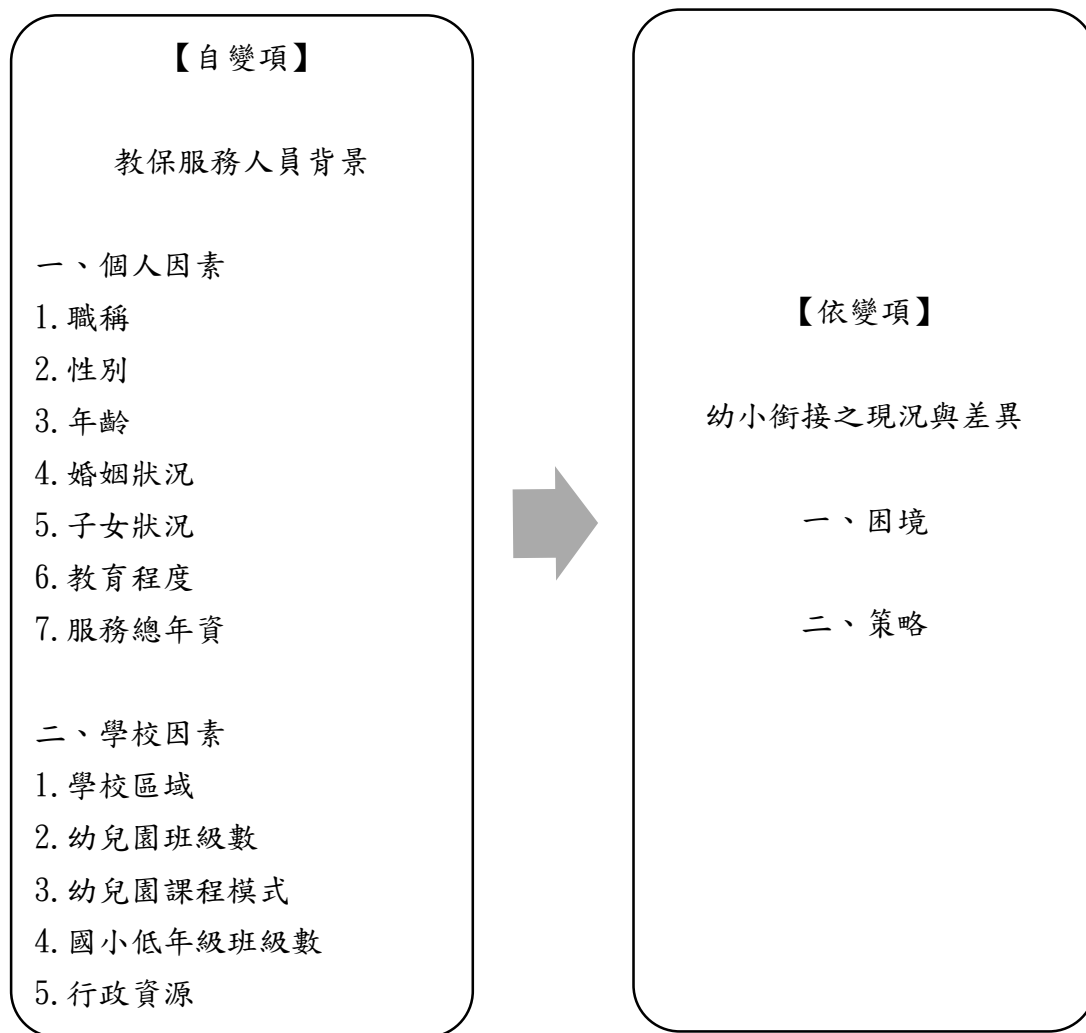 【自變項】
教保服務人員背景
一、個人因素
1.職稱
2.性別
3.年齡
4.婚姻狀況
5.子女狀況
6.教育程度
7.服務總年資
二、學校因素
1.學校區域
2.幼兒園班級數
3.幼兒園課程模式
4.國小低年級班級數
5.行政資源
【依變項】
幼小銜接之現況與差異
一、困境
二、策略